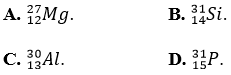 A. ²⁷₁₂Mg. B. ³¹₁₄Si.
C. ³⁰₁₃Al. D. ³¹₁₅P.